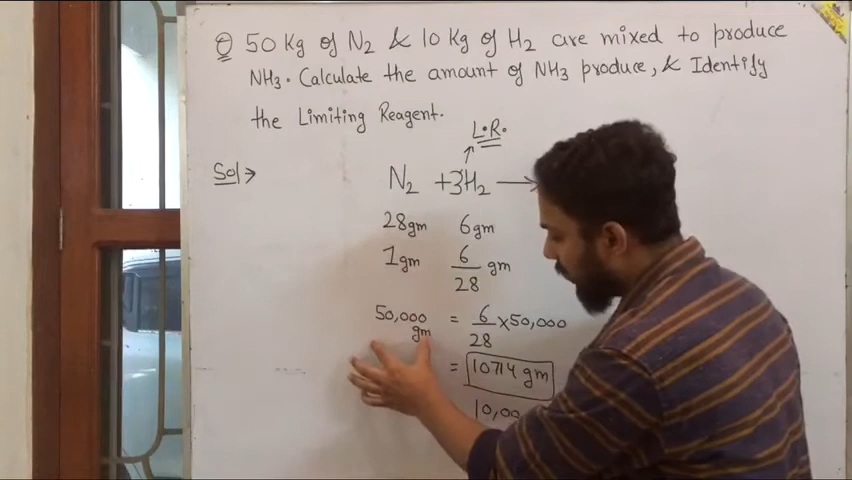 Q 50 Kg of N2 & 10 Kg of H2 are mixed to produce
NH3. Calculate the amount of NH3 produce, & Identify
the Limiting Reagent.
L.R.
Sol →
N2 + 3H2 →
28gm 6gm
1gm 6/28 gm
50,000 gm = 6/28 × 50,000
= 10714 gm
10,00